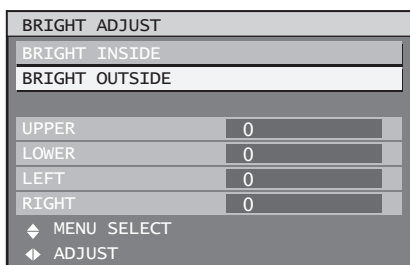 BRIGHT ADJUST
BRIGHT INSIDE
BRIGHT OUTSIDE
UPPER 0
LOWER 0
LEFT 0
RIGHT 0
MENU SELECT
ADJUST